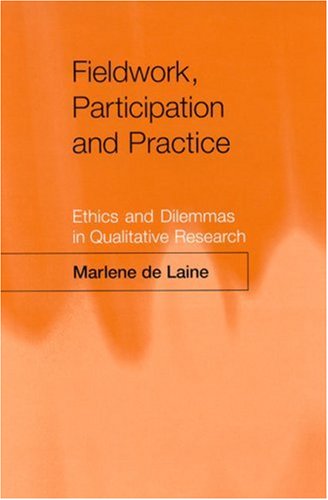 Fieldwork,
Participation
and Practice
Ethics and Dilemmas
in Qualitative Research
Marlene de Laine